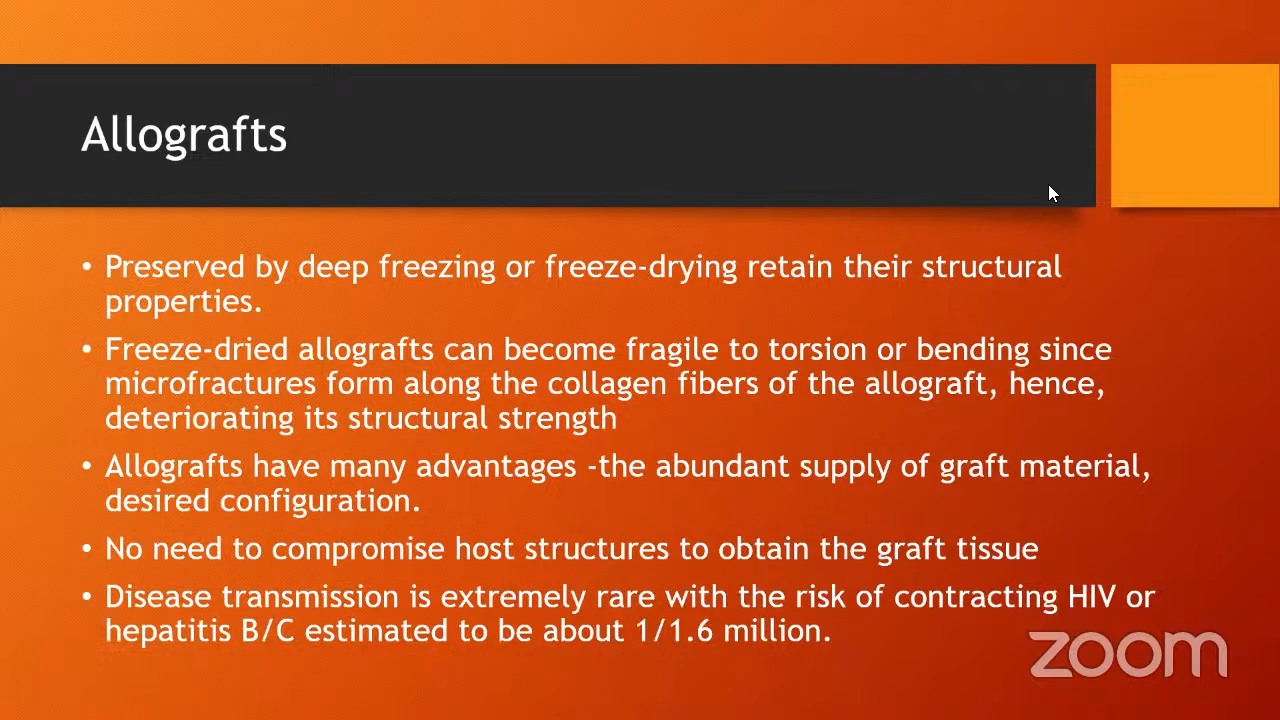 Allografts
• Preserved by deep freezing or freeze-drying retain their structural
properties.
• Freeze-dried allografts can become fragile to torsion or bending since
microfractures form along the collagen fibers of the allograft, hence,
deteriorating its structural strength
• Allografts have many advantages -the abundant supply of graft material,
desired configuration.
• No need to compromise host structures to obtain the graft tissue
• Disease transmission is extremely rare with the risk of contracting HIV or
hepatitis B/C estimated to be about 1/1.6 million.
zoom